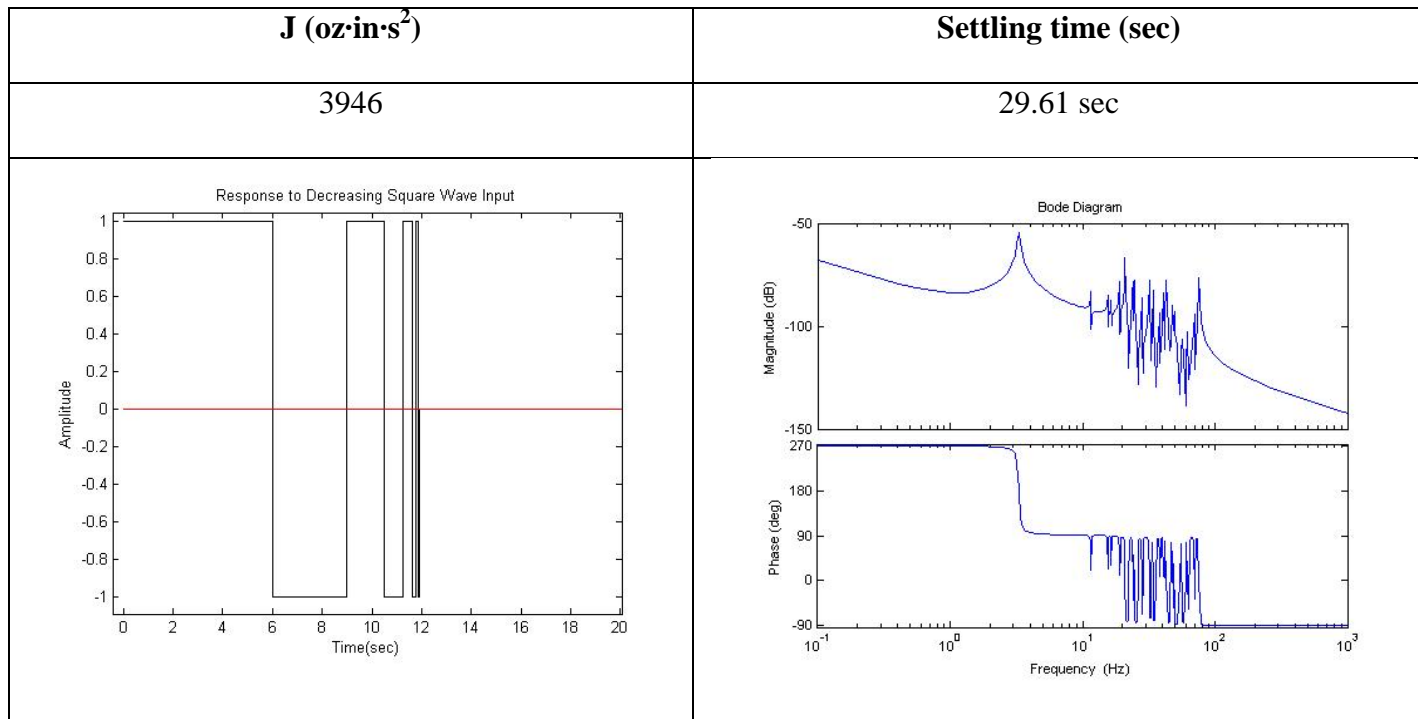 J (oz·in·s²)
Settling time (sec)
3946
29.61 sec
Response to Decreasing Square Wave Input
1
0.8
0.6
0.4
0.2
0
-0.2
-0.4
-0.6
-0.8
-1
Amplitude
0 2 4 6 8 10 12 14 16 18 20
Time(sec)
Bode Diagram
-50
-100
-150
Magnitude (dB)
270
180
90
0
-90
Phase (deg)
10⁻¹ 10⁰ 10¹ 10² 10³
Frequency (Hz)